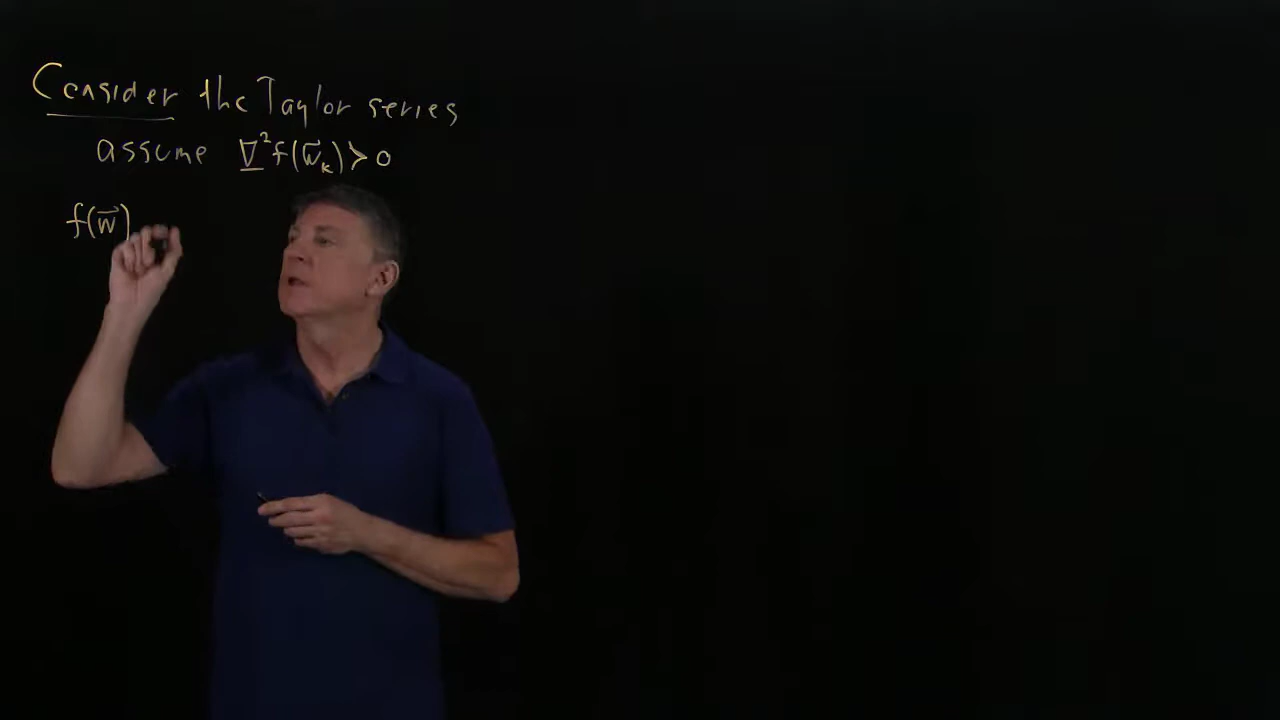 Consider the Taylor series
assume ∇²f(w⃗ₖ) > 0
f(w⃗)